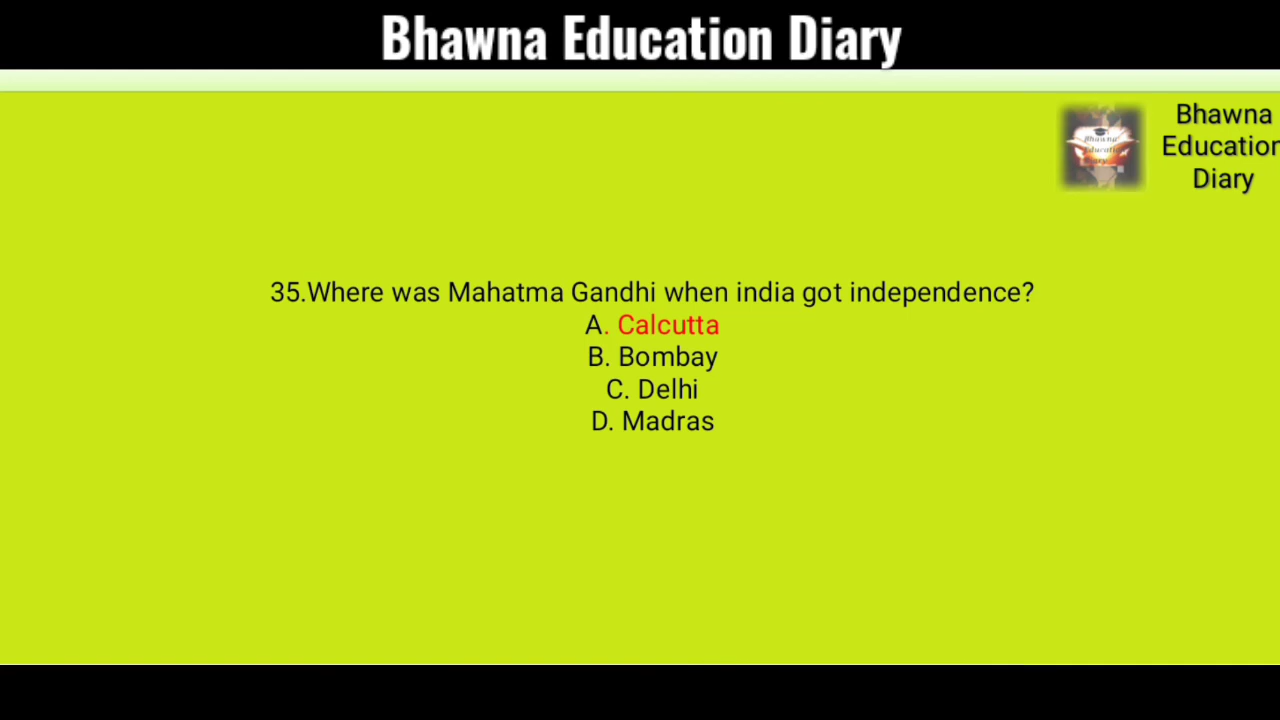 Bhawna Education Diary
Bhawna
Education
Diary
35.Where was Mahatma Gandhi when india got independence?
A. Calcutta
B. Bombay
C. Delhi
D. Madras